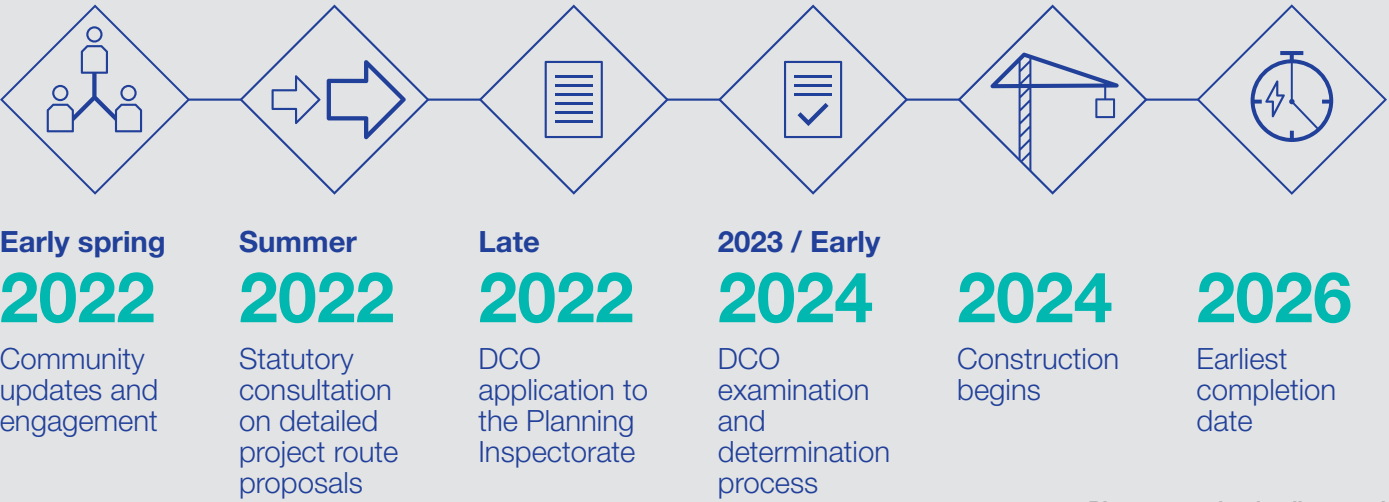 Early spring
2022
Community
updates and
engagement
Summer
2022
Statutory
consultation
on detailed
project route
proposals
Late
2022
DCO
application to
the Planning
Inspectorate
2023 / Early
2024
DCO
examination
and
determination
process
2024
Construction
begins
2026
Earliest
completion
date